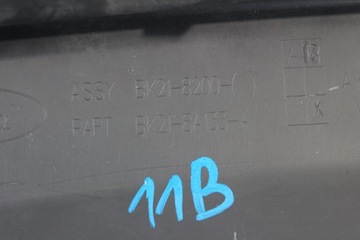 ASSY BK21-8200-( )
PART BK21-8A133-A
X
11B